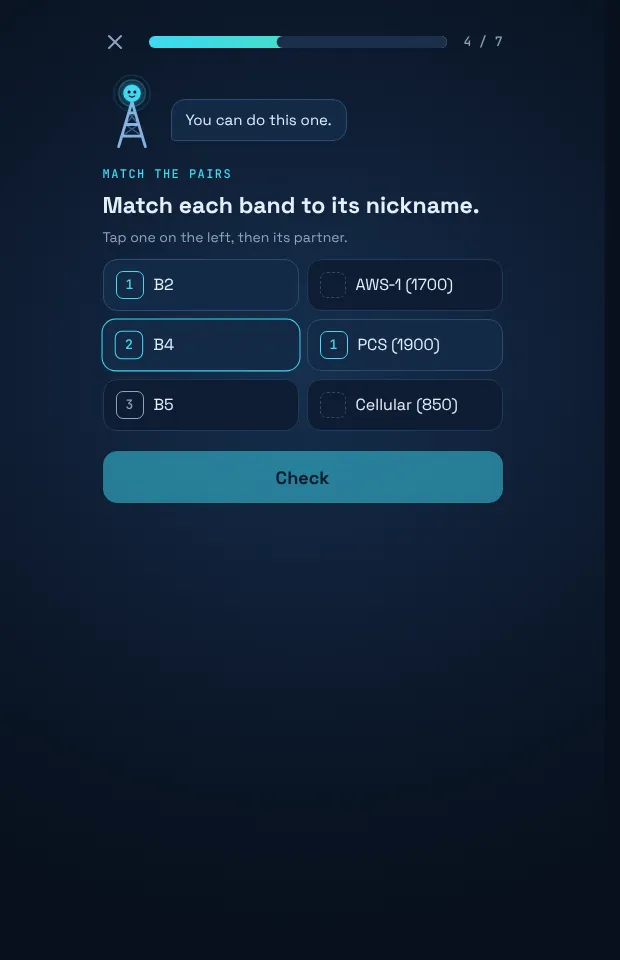 4 / 7
You can do this one.
MATCH THE PAIRS
Match each band to its nickname.
Tap one on the left, then its partner.
1 B2
AWS-1 (1700)
2 B4
1 PCS (1900)
3 B5
Cellular (850)
Check